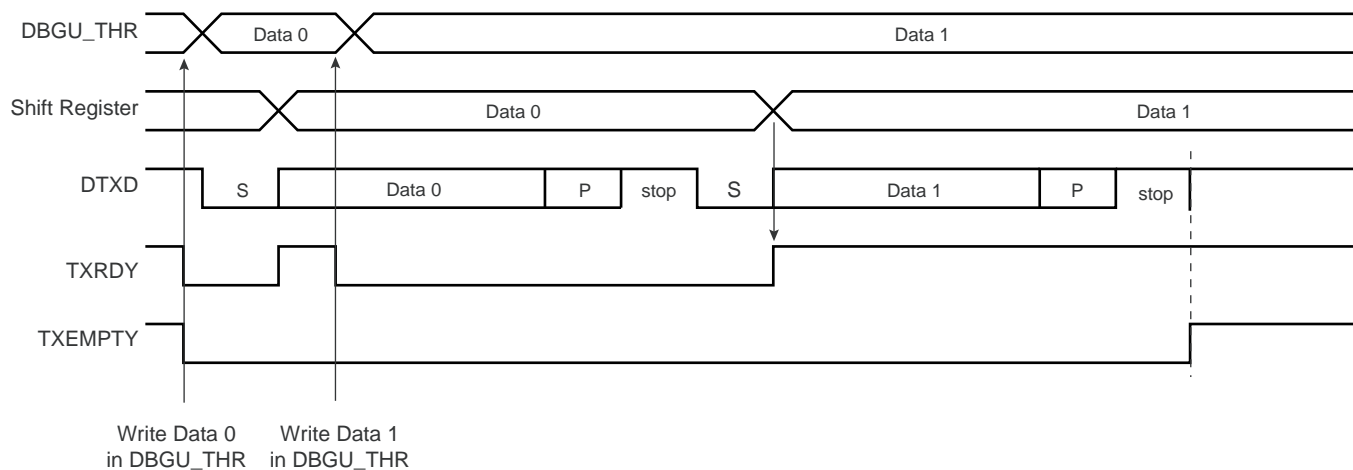 DBGU_THR Data 0 Data 1
Shift Register Data 0 Data 1
DTXD S Data 0 P stop S Data 1 P stop
TXRDY
TXEMPTY
Write Data 0 Write Data 1
in DBGU_THR in DBGU_THR